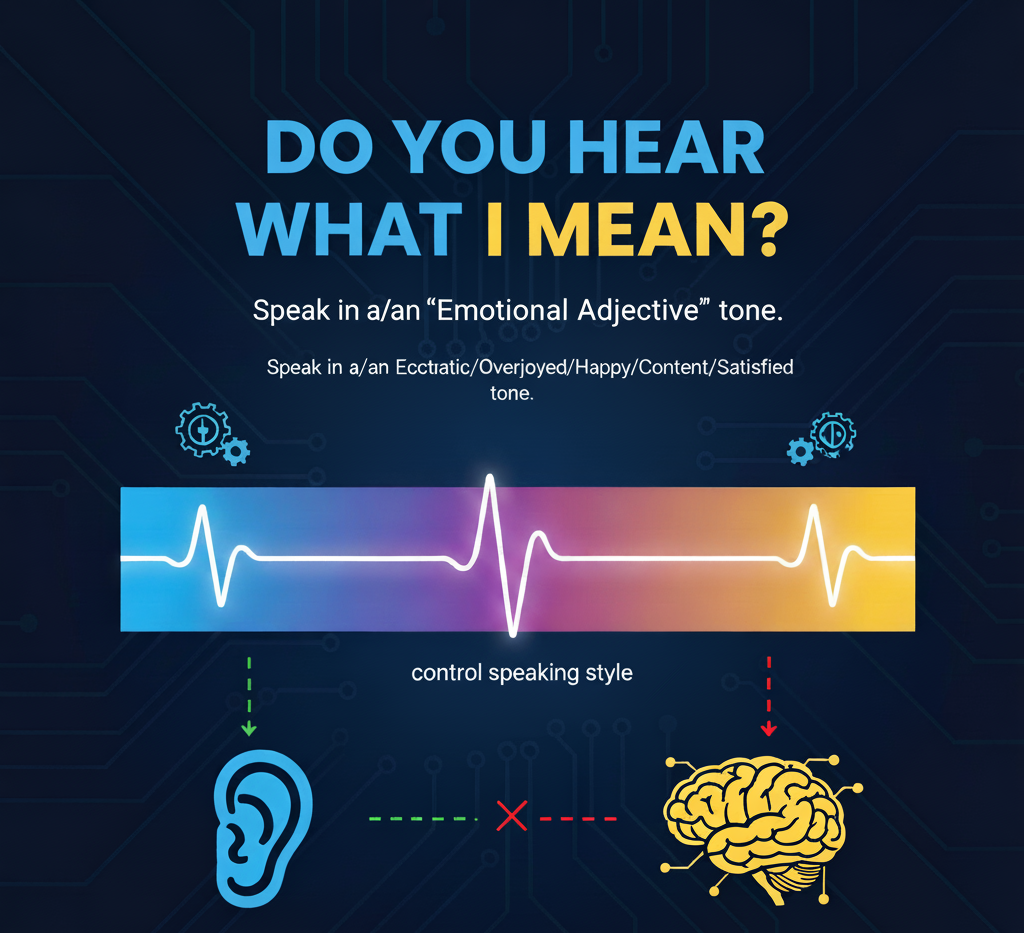 DO YOU HEAR
WHAT I MEAN?
Speak in a/an “Emotional Adjective”” tone.
Speak in a/an Ecctıatic/Overjoyed/Happy/Content/Satisfied
tone.
control speaking style